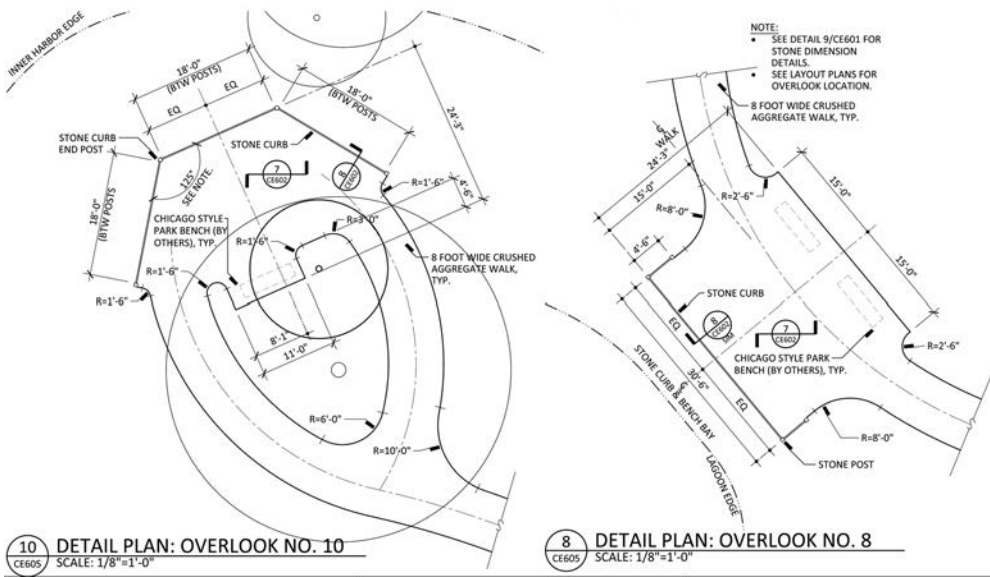 INNER HARBOR EDGE
18'-0"
(BTW POSTS)
EQ
EQ
18'-0"
(BTW POSTS
24'-3"
4'-6"
STONE CURB
END POST
STONE CURB
7
CE602
8
CE602
125°
SEE NOTE.
18'-0"
(BTW POSTS)
CHICAGO STYLE
PARK BENCH (BY
OTHERS), TYP.
R=1'-6"
R=3'-0"
R=1'-6"
R=1'-6"
R=1'-6"
8 FOOT WIDE CRUSHED
AGGREGATE WALK,
TYP.
8'-1"
11'-0"
R=6'-0"
R=10'-0"
10
CE605
DETAIL PLAN: OVERLOOK NO. 10
SCALE: 1/8"=1'-0"
NOTE:
• SEE DETAIL 9/CE601 FOR
STONE DIMENSION
DETAILS.
• SEE LAYOUT PLANS FOR
OVERLOOK LOCATION.
8 FOOT WIDE CRUSHED
AGGREGATE WALK, TYP.
℄
WALK
24'-3"
15'-0"
4'-6"
R=8'-0"
R=2'-6"
15'-0"
15'-0"
STONE CURB
EQ
8
CE602
SIM
7
CE602
CHICAGO STYLE PARK
BENCH (BY OTHERS), TYP.
R=2'-6"
30'-6"
℄
STONE CURB & BENCH BAY
EQ
R=8'-0"
STONE POST
LAGOON EDGE
8
CE605
DETAIL PLAN: OVERLOOK NO. 8
SCALE: 1/8"=1'-0"